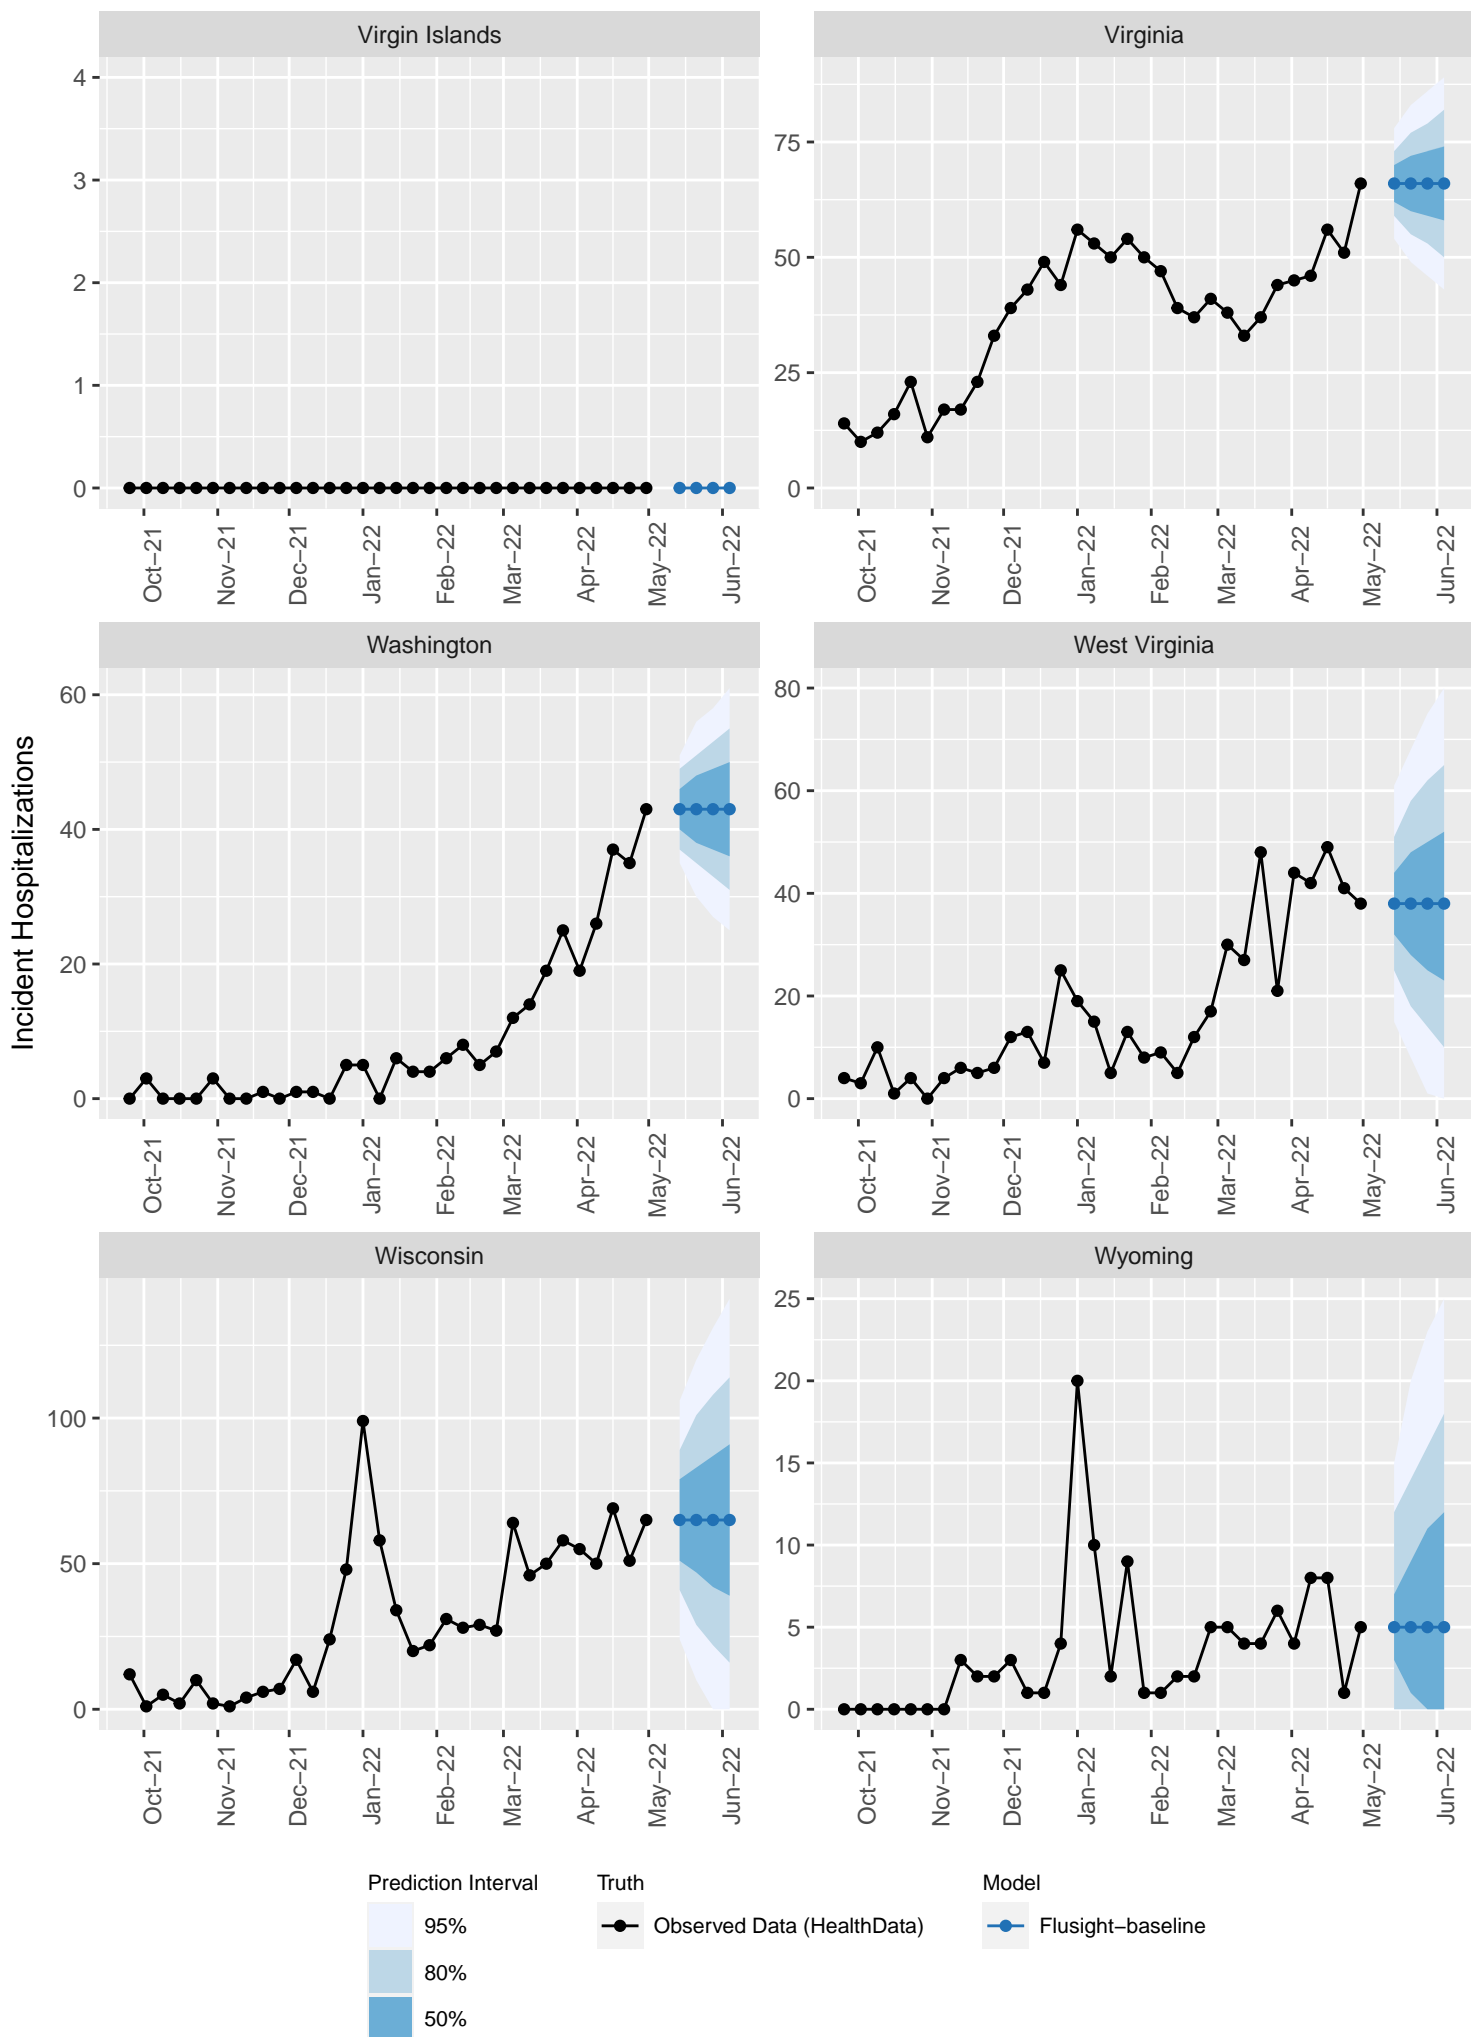 Virgin Islands
Virginia
4
3
2
1
0
75
50
25
0
Oct−21
Nov−21
Dec−21
Jan−22
Feb−22
Mar−22
Apr−22
May−22
Jun−22
Oct−21
Nov−21
Dec−21
Jan−22
Feb−22
Mar−22
Apr−22
May−22
Jun−22
Washington
West Virginia
Incident Hospitalizations
60
40
20
0
80
60
40
20
0
Oct−21
Nov−21
Dec−21
Jan−22
Feb−22
Mar−22
Apr−22
May−22
Jun−22
Oct−21
Nov−21
Dec−21
Jan−22
Feb−22
Mar−22
Apr−22
May−22
Jun−22
Wisconsin
Wyoming
100
50
0
25
20
15
10
5
0
Oct−21
Nov−21
Dec−21
Jan−22
Feb−22
Mar−22
Apr−22
May−22
Jun−22
Oct−21
Nov−21
Dec−21
Jan−22
Feb−22
Mar−22
Apr−22
May−22
Jun−22
Prediction Interval
95%
80%
50%
Truth
Observed Data (HealthData)
Model
Flusight−baseline